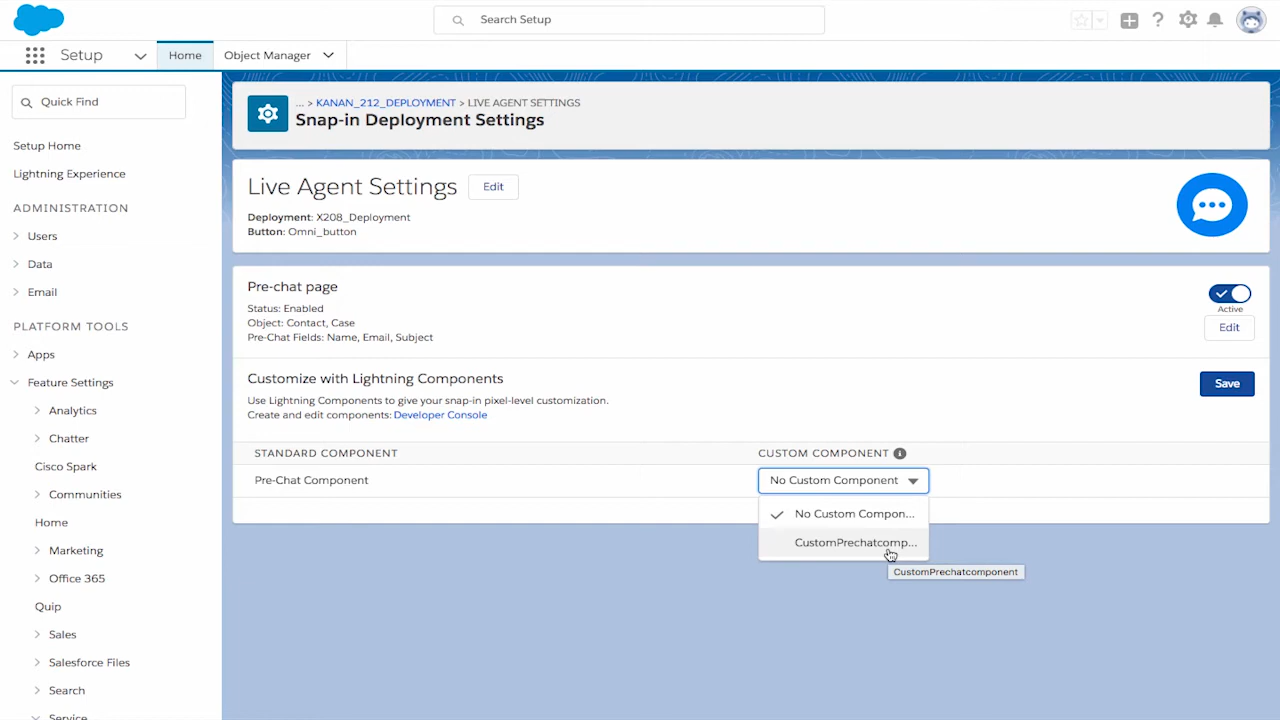 Search Setup
Setup
Home
Object Manager
Quick Find
Setup Home
Lightning Experience
ADMINISTRATION
Users
Data
Email
PLATFORM TOOLS
Apps
Feature Settings
Analytics
Chatter
Cisco Spark
Communities
Home
Marketing
Office 365
Quip
Sales
Salesforce Files
Search
Service
... > KANAN_212_DEPLOYMENT > LIVE AGENT SETTINGS
Snap-in Deployment Settings
Live Agent Settings
Edit
Deployment: X208_Deployment
Button: Omni_button
Pre-chat page
Status: Enabled
Object: Contact, Case
Pre-Chat Fields: Name, Email, Subject
Active
Edit
Customize with Lightning Components
Use Lightning Components to give your snap-in pixel-level customization.
Create and edit components: Developer Console
Save
STANDARD COMPONENT
CUSTOM COMPONENT
Pre-Chat Component
No Custom Component
No Custom Compon...
CustomPrechatcomp...
CustomPrechatcomponent